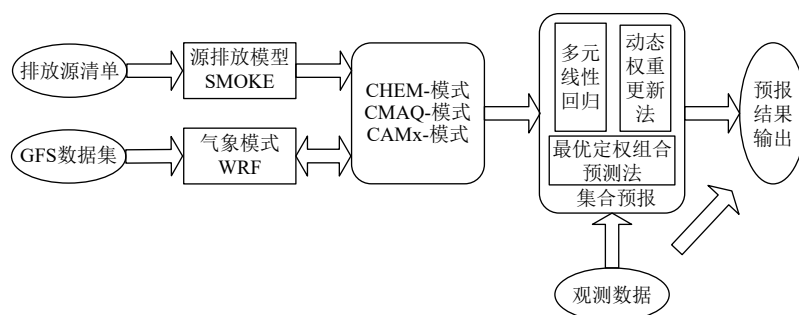 排放源清单
源排放模型
SMOKE
GFS数据集
气象模式
WRF
CHEM-模式
CMAQ-模式
CAMx-模式
多元
线性
回归
动态
权重
更新
法
最优定权组合
预测法
集合预报
观测数据
预报
结果
输出